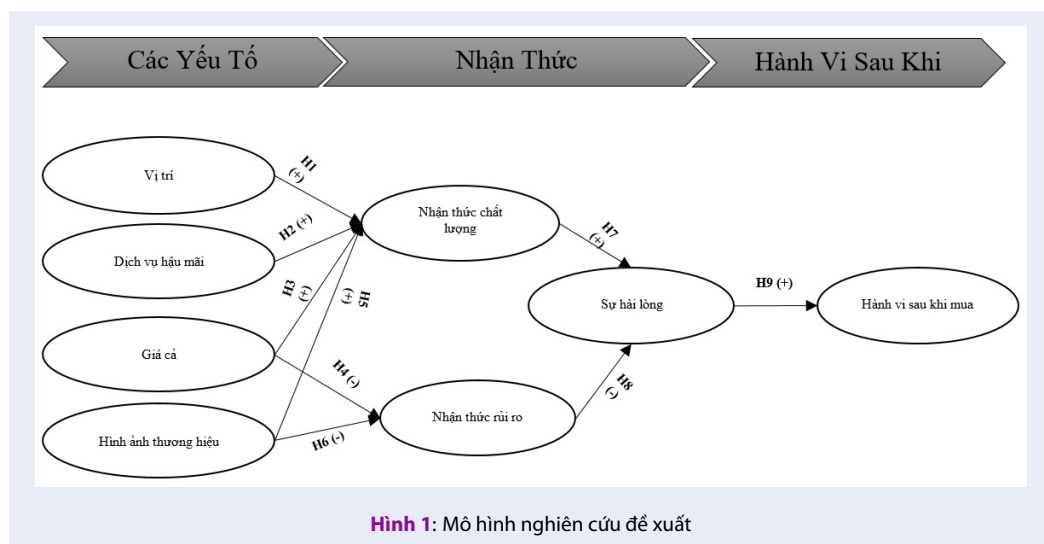 Các Yếu Tố
Nhận Thức
Hành Vi Sau Khi
Vị trí
H1
(+)
Nhận thức chất
lượng
H2 (+)
Dịch vụ hậu mãi
H7
(+)
H3
(+)
H5
(+)
Sự hài lòng
H9 (+)
Hành vi sau khi mua
Giá cả
H4 (-)
H8
(-)
Nhận thức rủi ro
Hình ảnh thương hiệu
H6 (-)
Hình 1: Mô hình nghiên cứu đề xuất